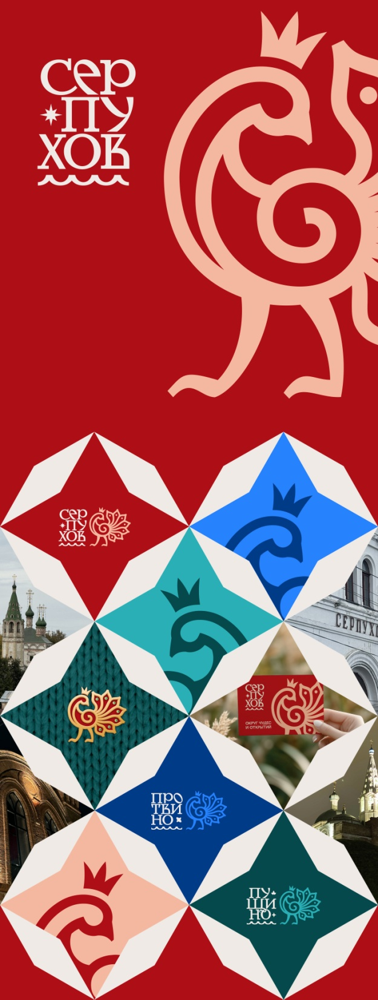 Сер
ПУ
ХОВ
Сер
ПУ
ХОВ
СЕРПУХ
Сер
ПУ
ХОВ
ОКРУГ ЧУДЕС
И ОТКРЫТИЙ
ПРО
ТВИ
НО
ПУ
ЩИ
НО